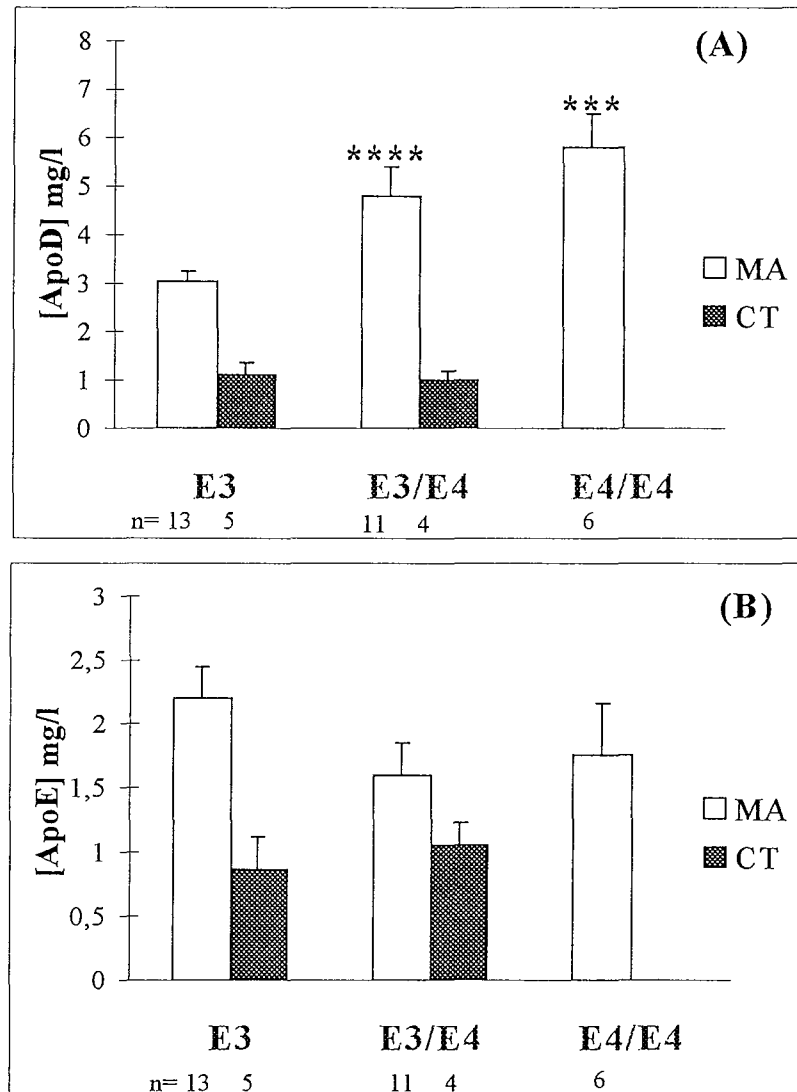 (A)
[ApoD] mg/l
8
7
6
5
4
3
2
1
0
**** ***
MA
CT
E3 E3/E4 E4/E4
n= 13 5 11 4 6
(B)
[ApoE] mg/l
3
2,5
2
1,5
1
0,5
0
MA
CT
E3 E3/E4 E4/E4
n= 13 5 11 4 6